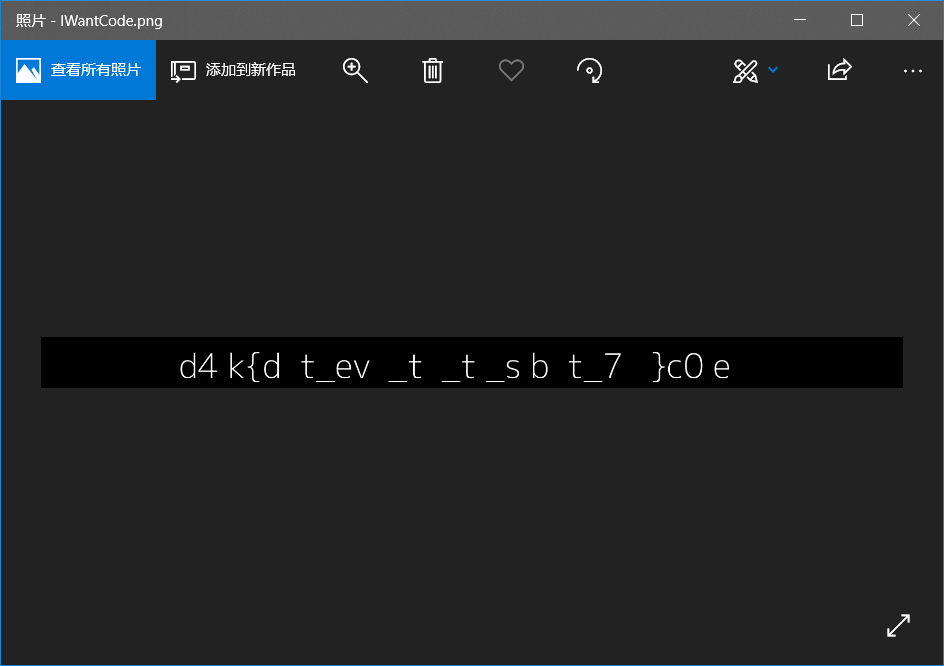 照片 - IWantCode.png
查看所有照片 添加到新作品
d4 k{d t_ev _t _t _s b t_7 }c0 e